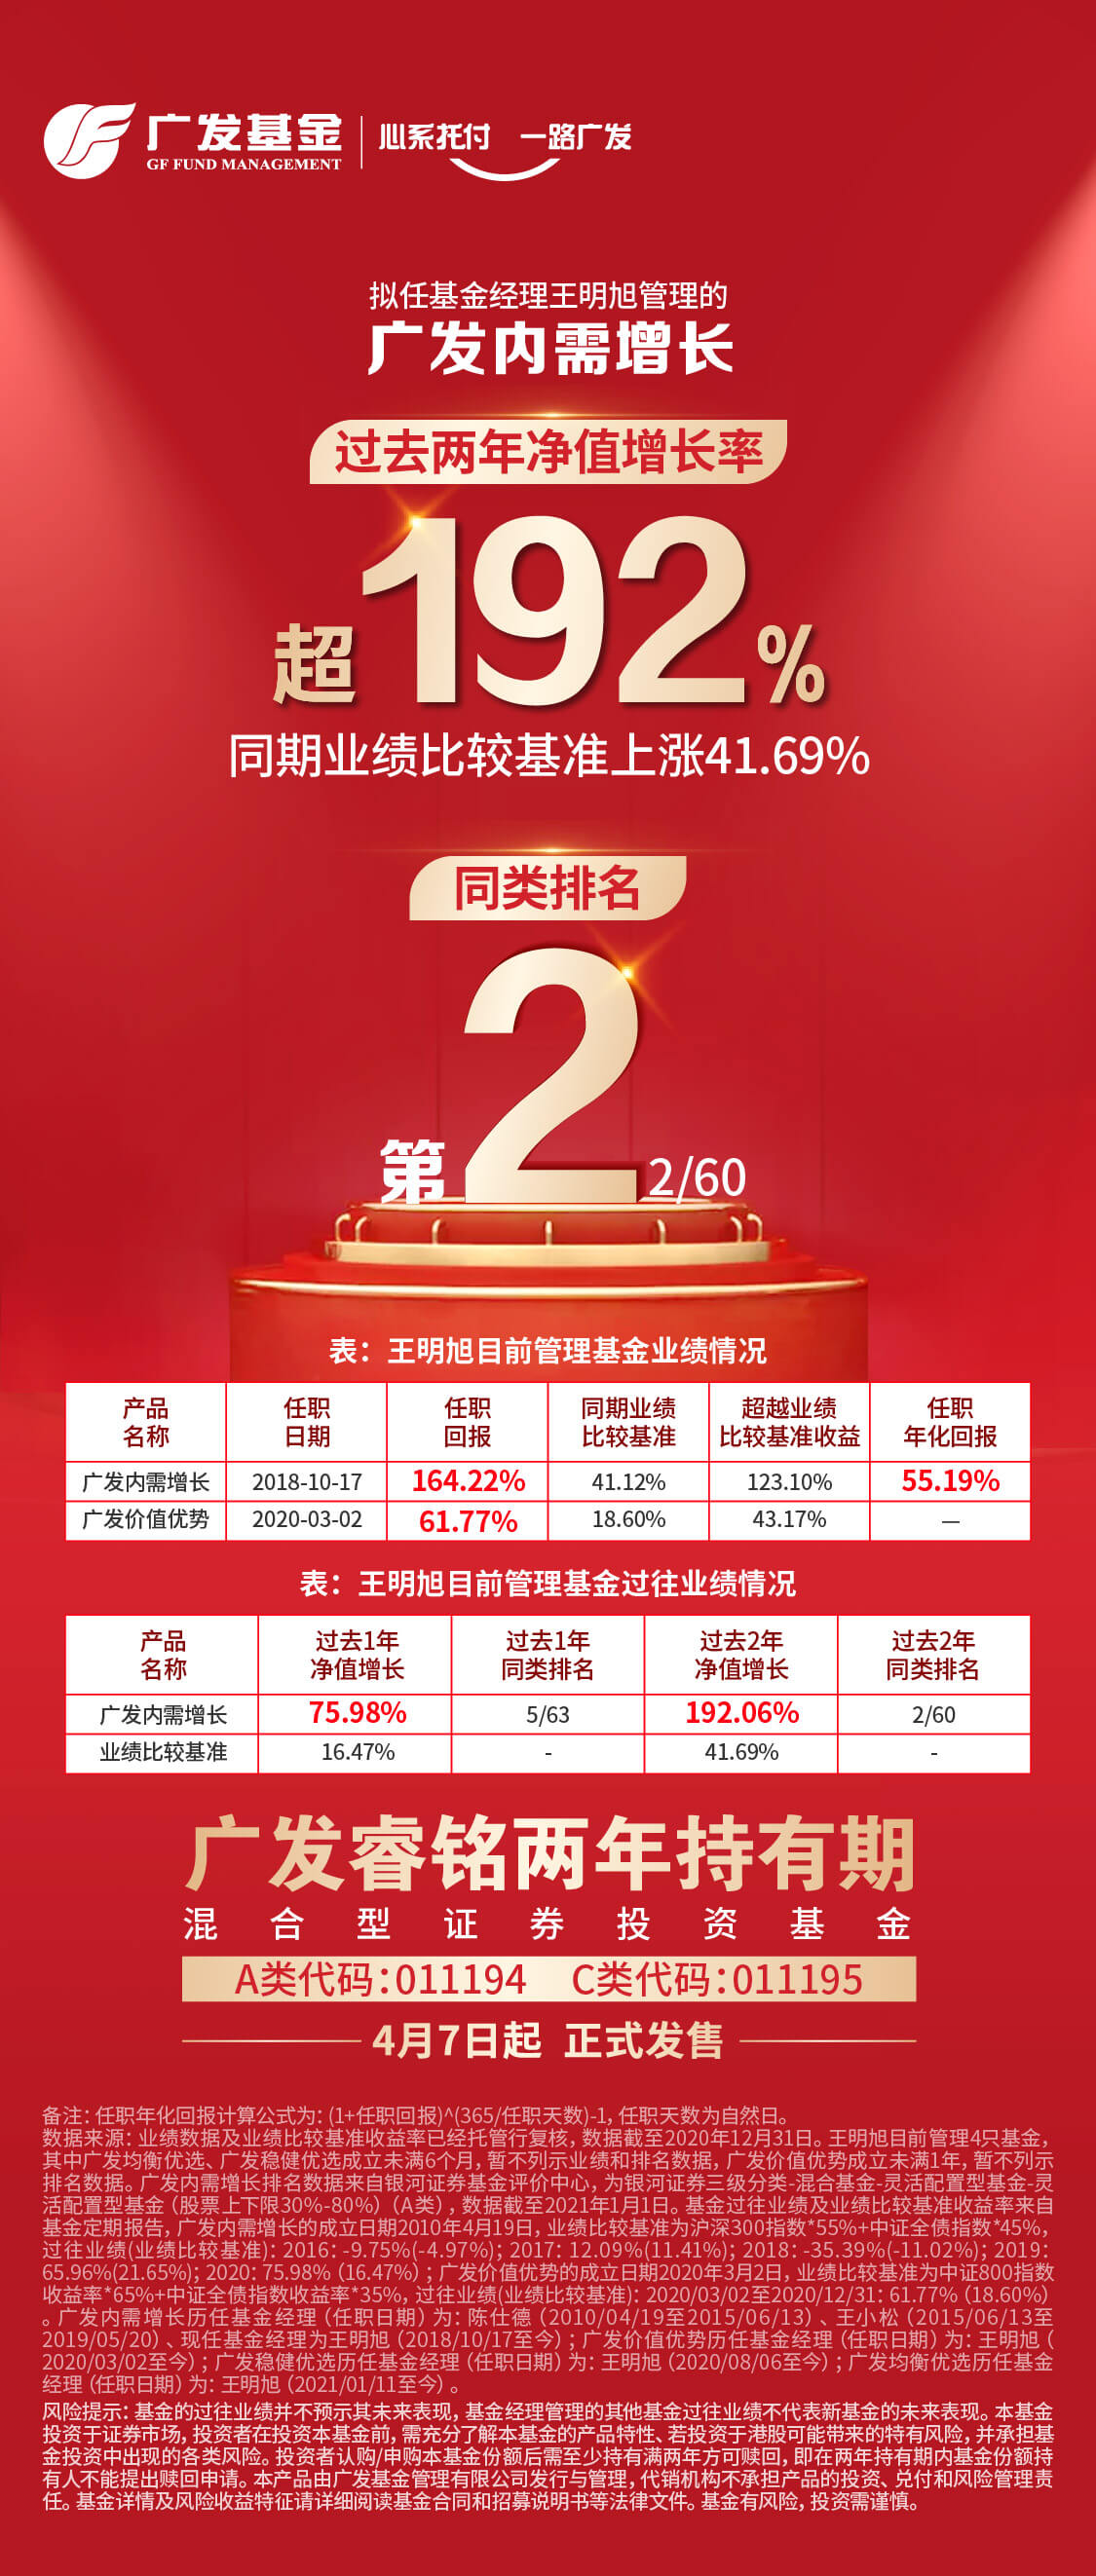 广发基金
GF FUND MANAGEMENT
心系托付 一路广发
拟任基金经理王明旭管理的
广发内需增长
过去两年净值增长率
超192%
同期业绩比较基准上涨41.69%
同类排名
第2 2/60
表：王明旭目前管理基金业绩情况
产品名称 任职日期 任职回报 同期业绩比较基准 超越业绩比较基准收益 任职年化回报
广发内需增长 2018-10-17 164.22% 41.12% 123.10% 55.19%
广发价值优势 2020-03-02 61.77% 18.60% 43.17% —
表：王明旭目前管理基金过往业绩情况
产品名称 过去1年净值增长 过去1年同类排名 过去2年净值增长 过去2年同类排名
广发内需增长 75.98% 5/63 192.06% 2/60
业绩比较基准 16.47% - 41.69% -
广发睿铭两年持有期
混合型证券投资基金
A类代码：011194 C类代码：011195
4月7日起 正式发售
备注：任职年化回报计算公式为：(1+任职回报)^(365/任职天数)-1，任职天数为自然日。
数据来源：业绩数据及业绩比较基准收益率已经托管行复核，数据截至2020年12月31日。王明旭目前管理4只基金，
其中广发均衡优选、广发稳健优选成立未满6个月，暂不列示业绩和排名数据，广发价值优势成立未满1年，暂不列示
排名数据。广发内需增长排名数据来自银河证券基金评价中心，为银河证券三级分类-混合基金-灵活配置型基金-灵
活配置型基金（股票上下限30%-80%）（A类），数据截至2021年1月1日。基金过往业绩及业绩比较基准收益率来自
基金定期报告，广发内需增长的成立日期2010年4月19日，业绩比较基准为沪深300指数*55%+中证全债指数*45%，
过往业绩(业绩比较基准)：2016：-9.75%(-4.97%)；2017：12.09%(11.41%)；2018：-35.39%(-11.02%)；2019：
65.96%(21.65%)；2020：75.98%（16.47%）；广发价值优势的成立日期2020年3月2日，业绩比较基准为中证800指数
收益率*65%+中证全债指数收益率*35%，过往业绩(业绩比较基准)：2020/03/02至2020/12/31：61.77%（18.60%）
。广发内需增长历任基金经理（任职日期）为：陈仕德（2010/04/19至2015/06/13）、王小松（2015/06/13至
2019/05/20）、现任基金经理为王明旭（2018/10/17至今）；广发价值优势历任基金经理（任职日期）为：王明旭（
2020/03/02至今）；广发稳健优选历任基金经理（任职日期）为：王明旭（2020/08/06至今）；广发均衡优选历任基金
经理（任职日期）为：王明旭（2021/01/11至今）。
风险提示：基金的过往业绩并不预示其未来表现，基金经理管理的其他基金过往业绩不代表新基金的未来表现。本基金
投资于证券市场，投资者在投资本基金前，需充分了解本基金的产品特性、若投资于港股可能带来的特有风险，并承担基
金投资中出现的各类风险。投资者认购/申购本基金份额后需至少持有满两年方可赎回，即在两年持有期内基金份额持
有人不能提出赎回申请。本产品由广发基金管理有限公司发行与管理，代销机构不承担产品的投资、兑付和风险管理责
任。基金详情及风险收益特征请详细阅读基金合同和招募说明书等法律文件。基金有风险，投资需谨慎。